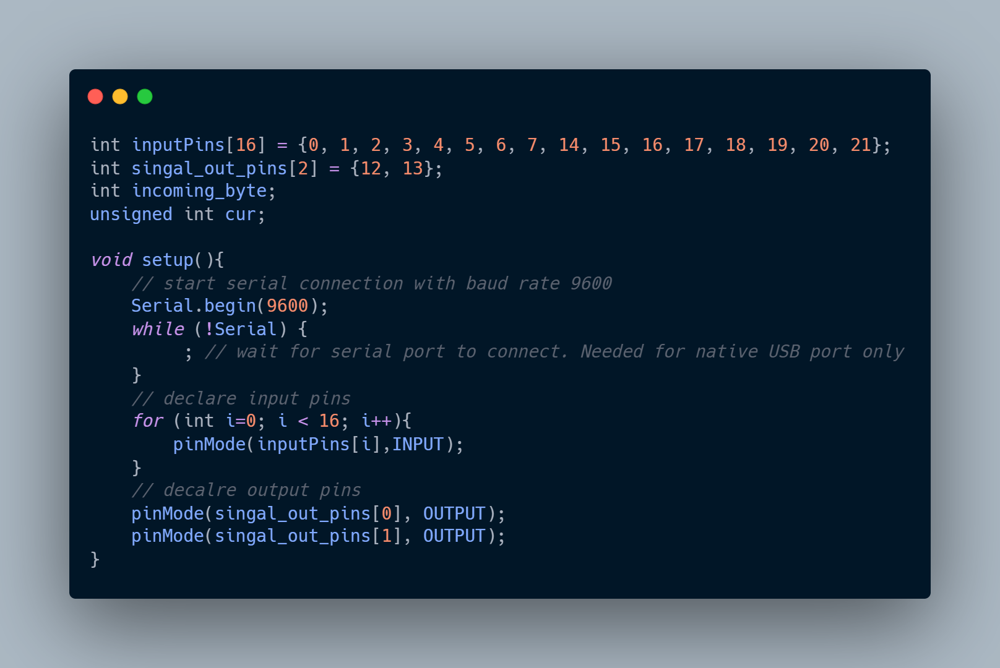 int inputPins[16] = {0, 1, 2, 3, 4, 5, 6, 7, 14, 15, 16, 17, 18, 19, 20, 21};
int singal_out_pins[2] = {12, 13};
int incoming_byte;
unsigned int cur;

void setup(){
    // start serial connection with baud rate 9600
    Serial.begin(9600);
    while (!Serial) {
         ; // wait for serial port to connect. Needed for native USB port only
    }
    // declare input pins
    for (int i=0; i < 16; i++){
        pinMode(inputPins[i],INPUT);
    }
    // decalre output pins
    pinMode(singal_out_pins[0], OUTPUT);
    pinMode(singal_out_pins[1], OUTPUT);
}